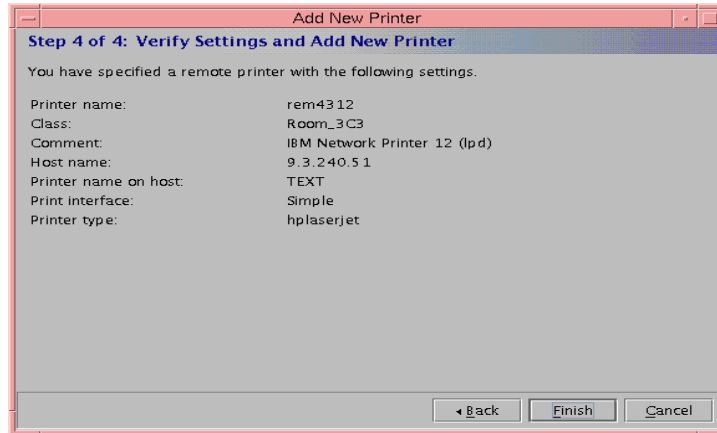 Add New Printer
Step 4 of 4: Verify Settings and Add New Printer
You have specified a remote printer with the following settings.
Printer name: rem4312
Class: Room_3C3
Comment: IBM Network Printer 12 (lpd)
Host name: 9.3.240.51
Printer name on host: TEXT
Print interface: Simple
Printer type: hplaserjet
Back Finish Cancel